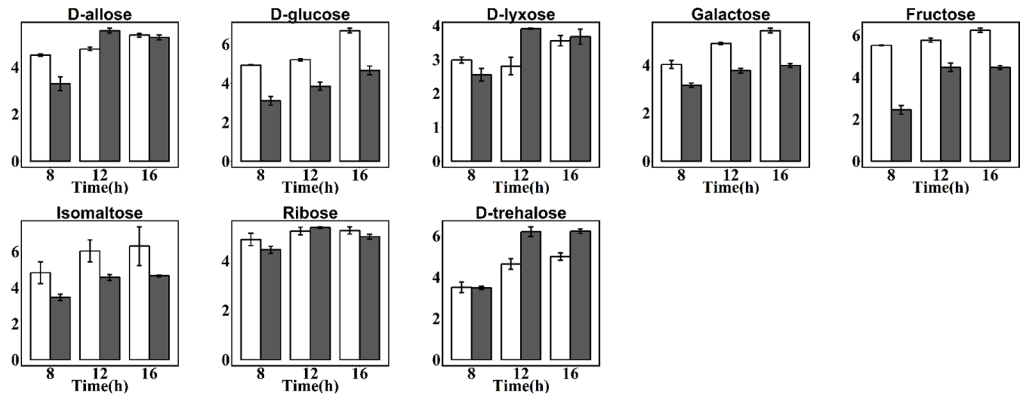 D-allose
4
2
0
8 12 16
Time(h)
D-glucose
6
4
2
0
8 12 16
Time(h)
D-lyxose
4
3
2
1
0
8 12 16
Time(h)
Galactose
4
2
0
8 12 16
Time(h)
Fructose
6
4
2
0
8 12 16
Time(h)
Isomaltose
6
4
2
0
8 12 16
Time(h)
Ribose
4
2
0
8 12 16
Time(h)
D-trehalose
6
4
2
0
8 12 16
Time(h)